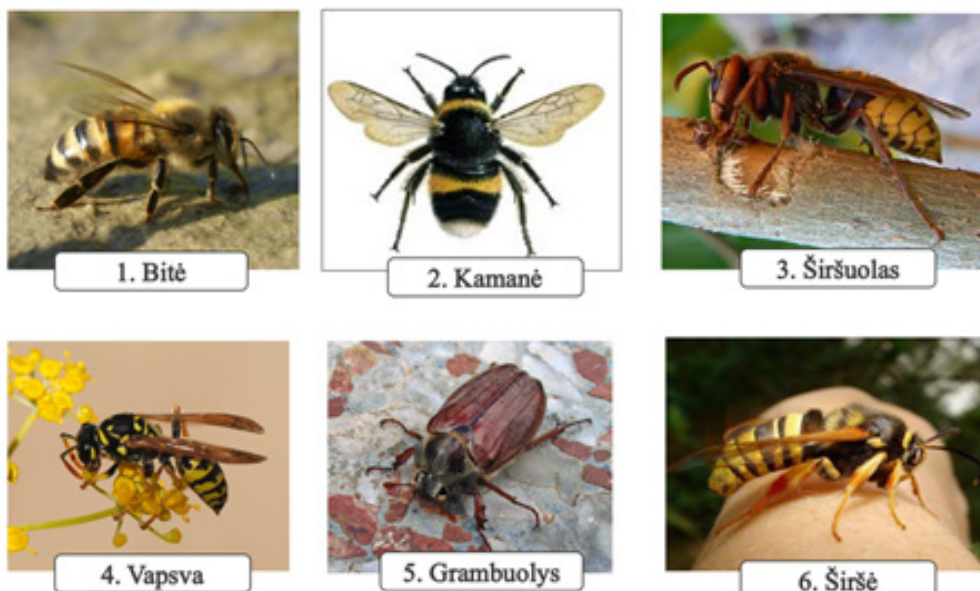 1. Bitė
2. Kamanė
3. Širšuolas
4. Vapsva
5. Grambuolys
6. Širšė